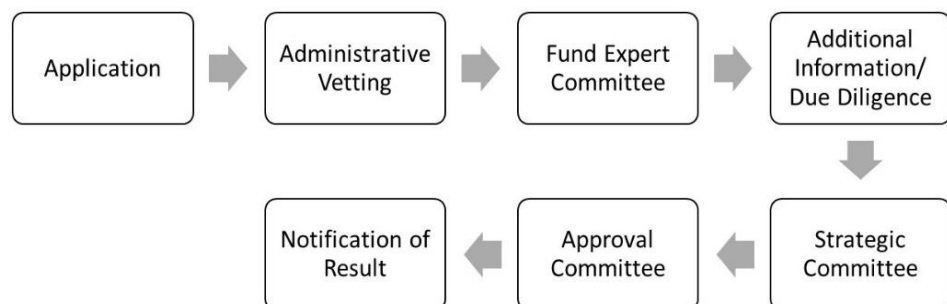 Application
Administrative
Vetting
Fund Expert
Committee
Additional
Information/
Due Diligence
Strategic
Committee
Approval
Committee
Notification of
Result